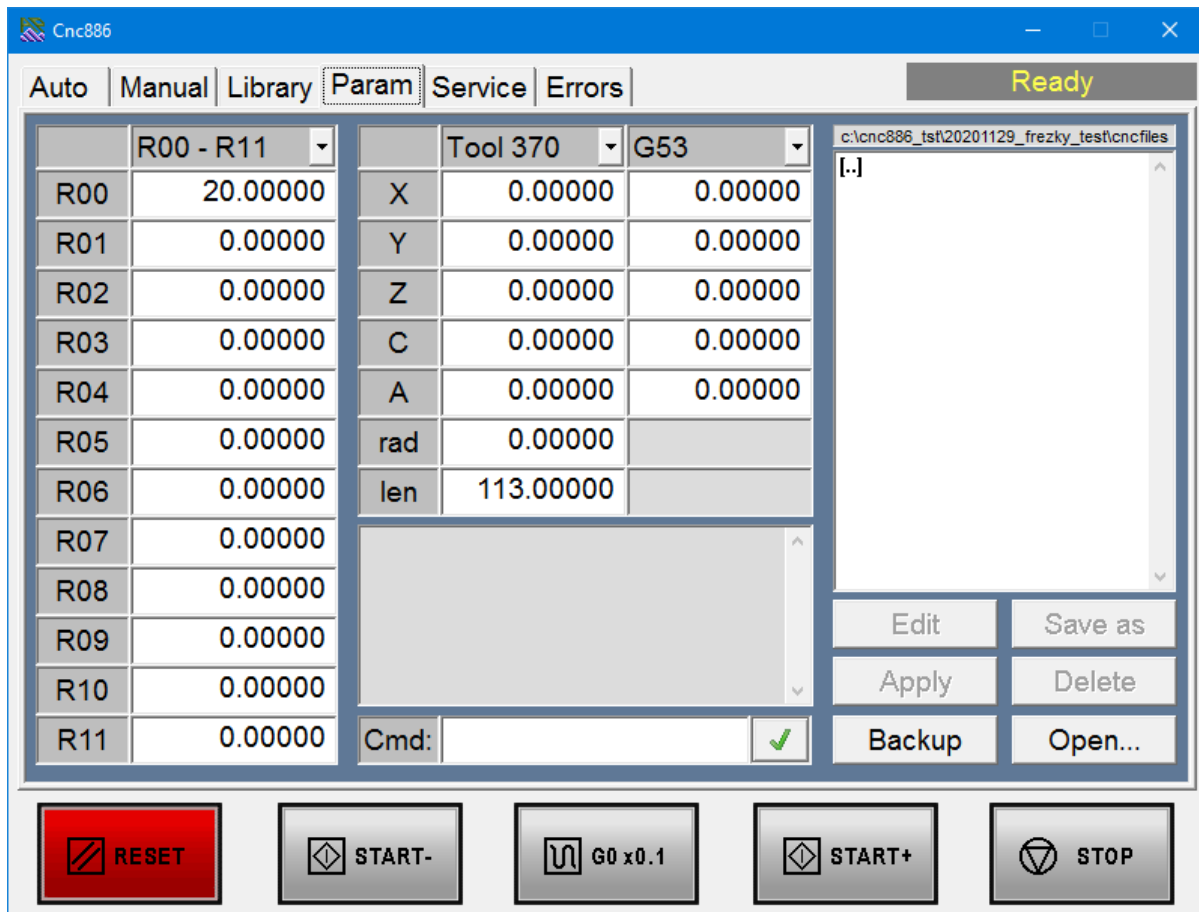 Cnc886
Auto Manual Library Param Service Errors Ready
R00 - R11 Tool 370 G53 c:\cnc886_tst\20201129_frezky_test\cncfiles
[..]
R00 20.00000 X 0.00000 0.00000
R01 0.00000 Y 0.00000 0.00000
R02 0.00000 Z 0.00000 0.00000
R03 0.00000 C 0.00000 0.00000
R04 0.00000 A 0.00000 0.00000
R05 0.00000 rad 0.00000
R06 0.00000 len 113.00000
R07 0.00000
R08 0.00000
R09 0.00000 Edit Save as
R10 0.00000 Apply Delete
R11 0.00000 Cmd: Backup Open...
RESET START- G0 x0.1 START+ STOP